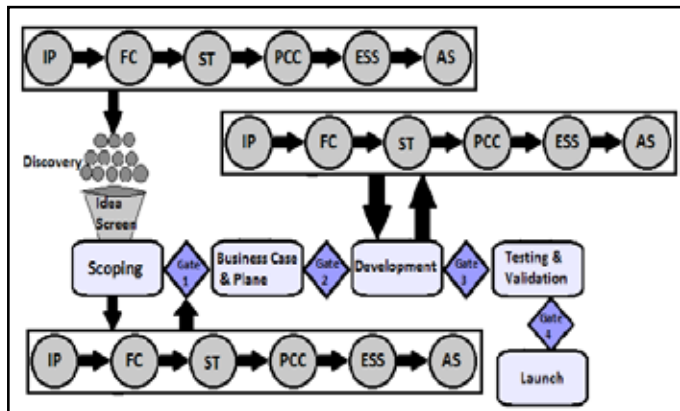 IP FC ST PCC ESS AS
IP FC ST PCC ESS AS
Discovery
Idea
Screen
Scoping
Gate
1
Business Case
& Plane
Gate
2
Development
Gate
3
Testing &
Validation
Gate
4
Launch
IP FC ST PCC ESS AS